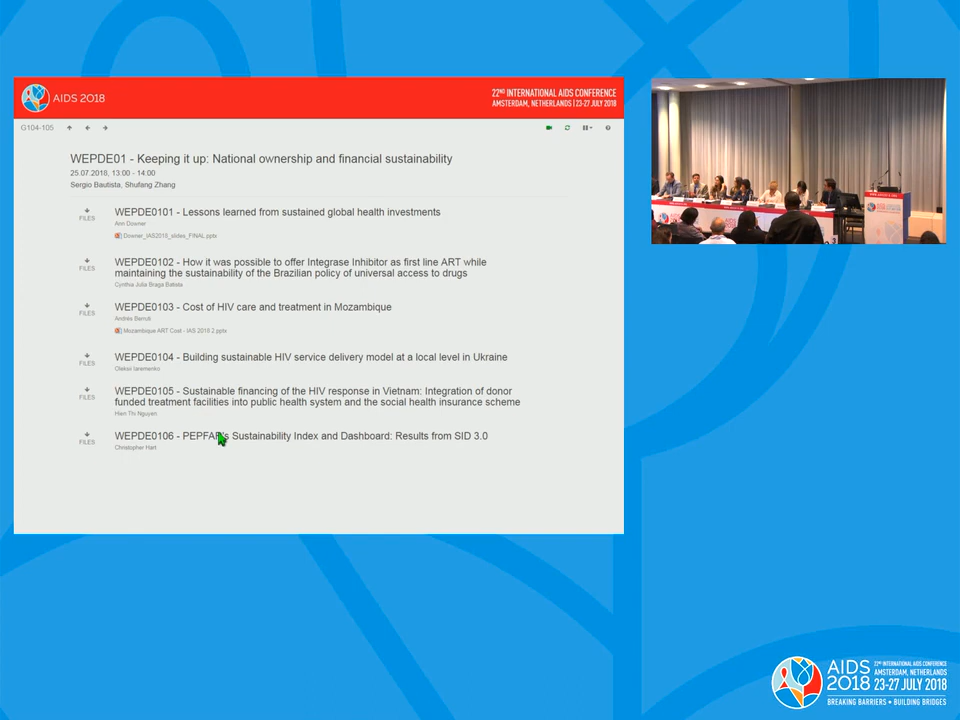 AIDS 2018
22ND INTERNATIONAL AIDS CONFERENCE
AMSTERDAM, NETHERLANDS | 23-27 JULY 2018
G104-105
WEPDE01 - Keeping it up: National ownership and financial sustainability
25.07.2018, 13:00 - 14:00
Sergio Bautista, Shufang Zhang
FILES
WEPDE0101 - Lessons learned from sustained global health investments
Ann Downer
Downer_IAS2018_slides_FINAL.pptx
FILES
WEPDE0102 - How it was possible to offer Integrase Inhibitor as first line ART while
maintaining the sustainability of the Brazilian policy of universal access to drugs
Cynthia Julia Braga Batista
FILES
WEPDE0103 - Cost of HIV care and treatment in Mozambique
Andrés Berruti
Mozambique ART Cost - IAS 2018 2.pptx
FILES
WEPDE0104 - Building sustainable HIV service delivery model at a local level in Ukraine
Oleksii Iaremenko
FILES
WEPDE0105 - Sustainable financing of the HIV response in Vietnam: Integration of donor
funded treatment facilities into public health system and the social health insurance scheme
Hien Thi Nguyen
FILES
WEPDE0106 - PEPFAR's Sustainability Index and Dashboard: Results from SID 3.0
Christopher Hart
AIDS 2018
22ND INTERNATIONAL AIDS CONFERENCE
AMSTERDAM, NETHERLANDS
23-27 JULY 2018
BREAKING BARRIERS • BUILDING BRIDGES